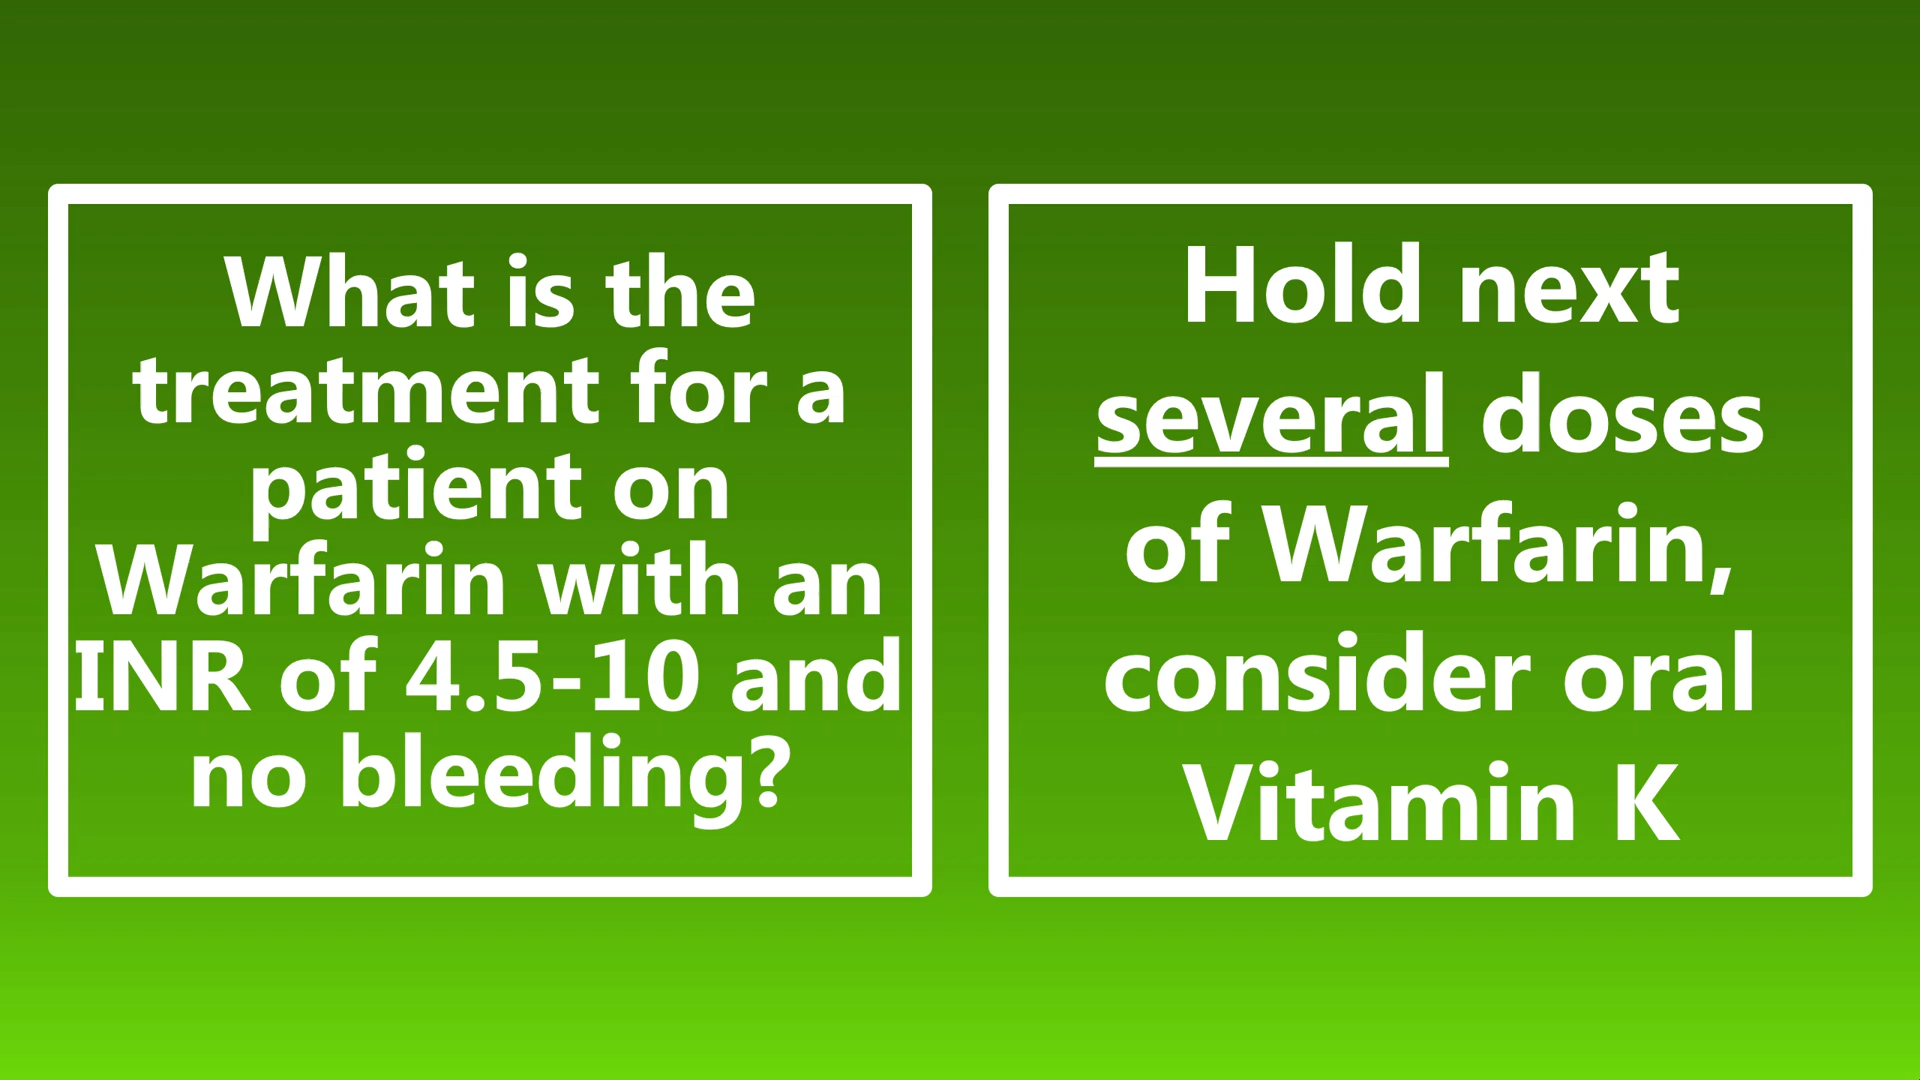 What is the
treatment for a
patient on
Warfarin with an
INR of 4.5-10 and
no bleeding?
Hold next
several doses
of Warfarin,
consider oral
Vitamin K